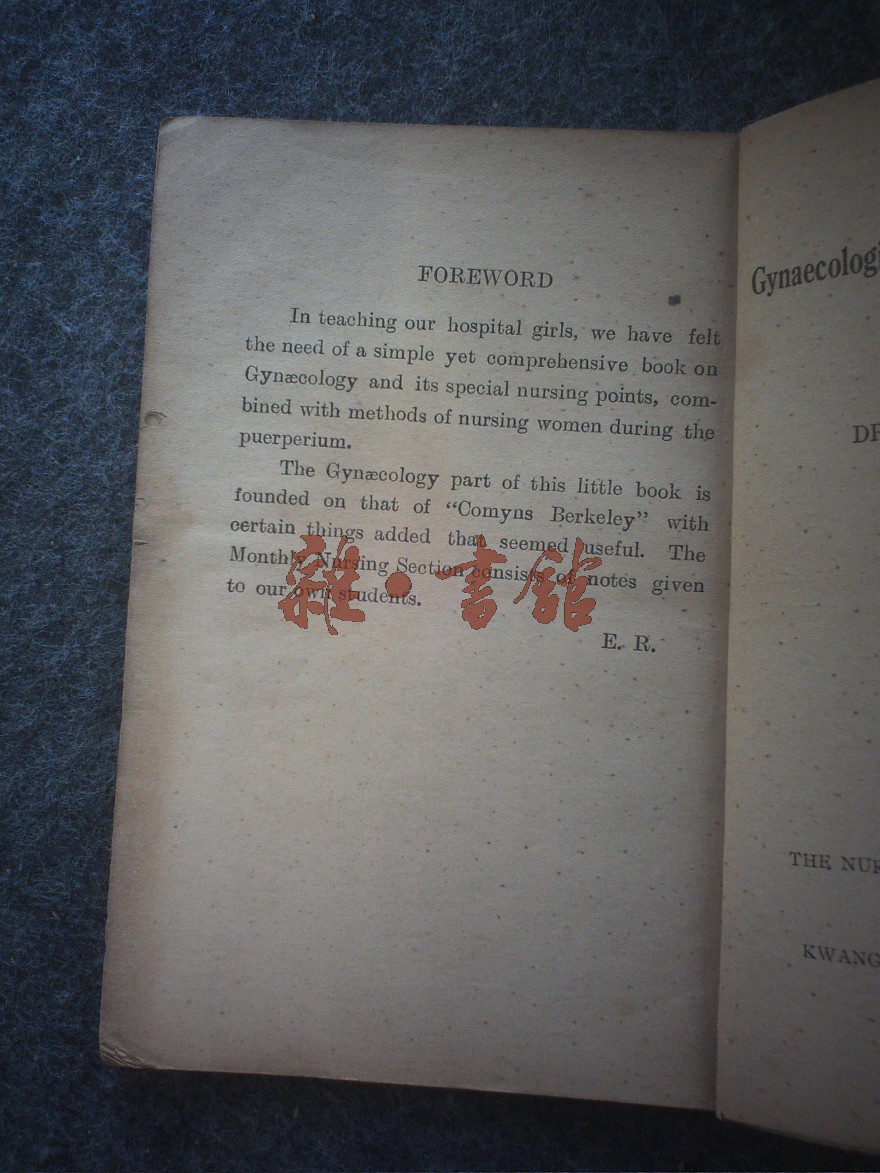 FOREWORD
In teaching our hospital girls, we have felt
the need of a simple yet comprehensive book on
Gynæcology and its special nursing points, com-
bined with methods of nursing women during the
puerperium.
The Gynæcology part of this little book is
founded on that of “Comyns Berkeley” with
certain things added that seemed useful. The
Monthly Nursing Section consists of notes given
to our own students.
E. R.
雜·書館
Gynaecologi
THE NUR
KWANG